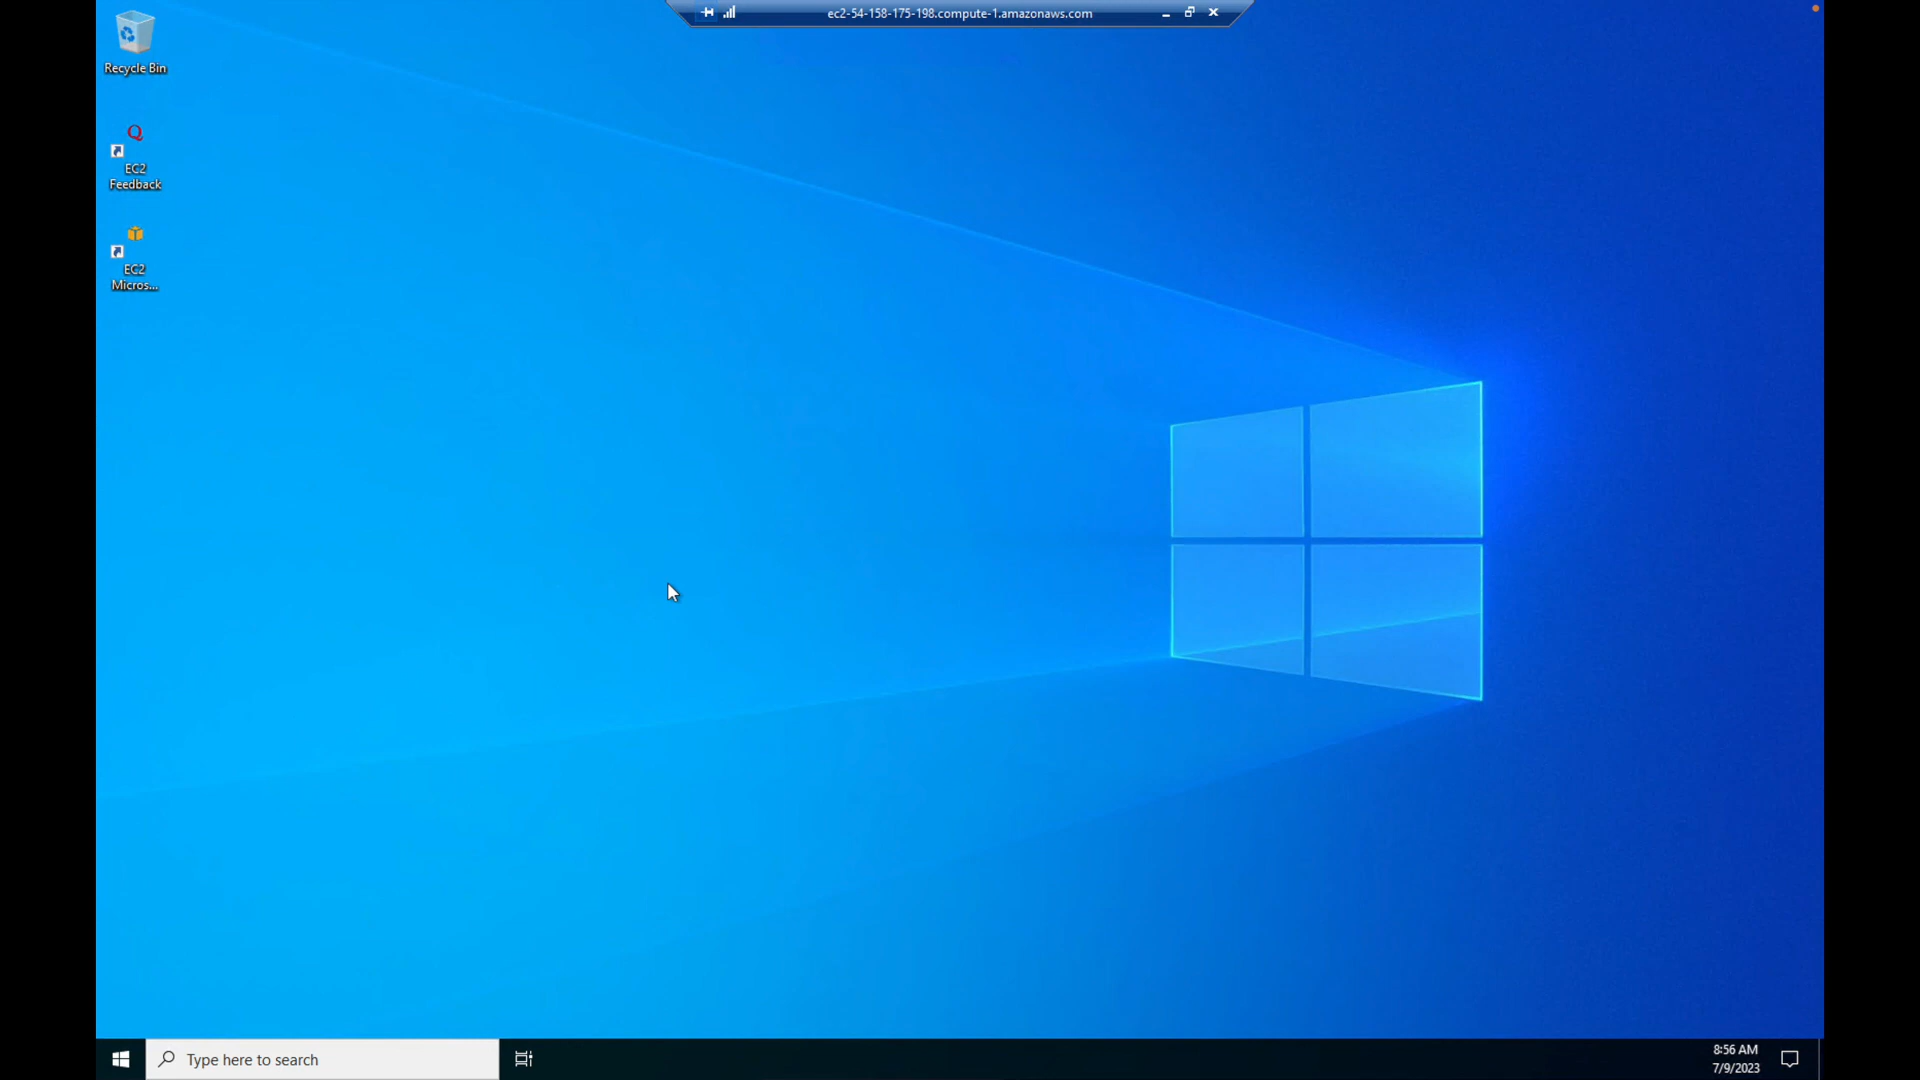 ec2-54-158-175-198.compute-1.amazonaws.com
Recycle Bin
Q
EC2
Feedback
EC2
Micros...
Type here to search
8:56 AM
7/9/2023